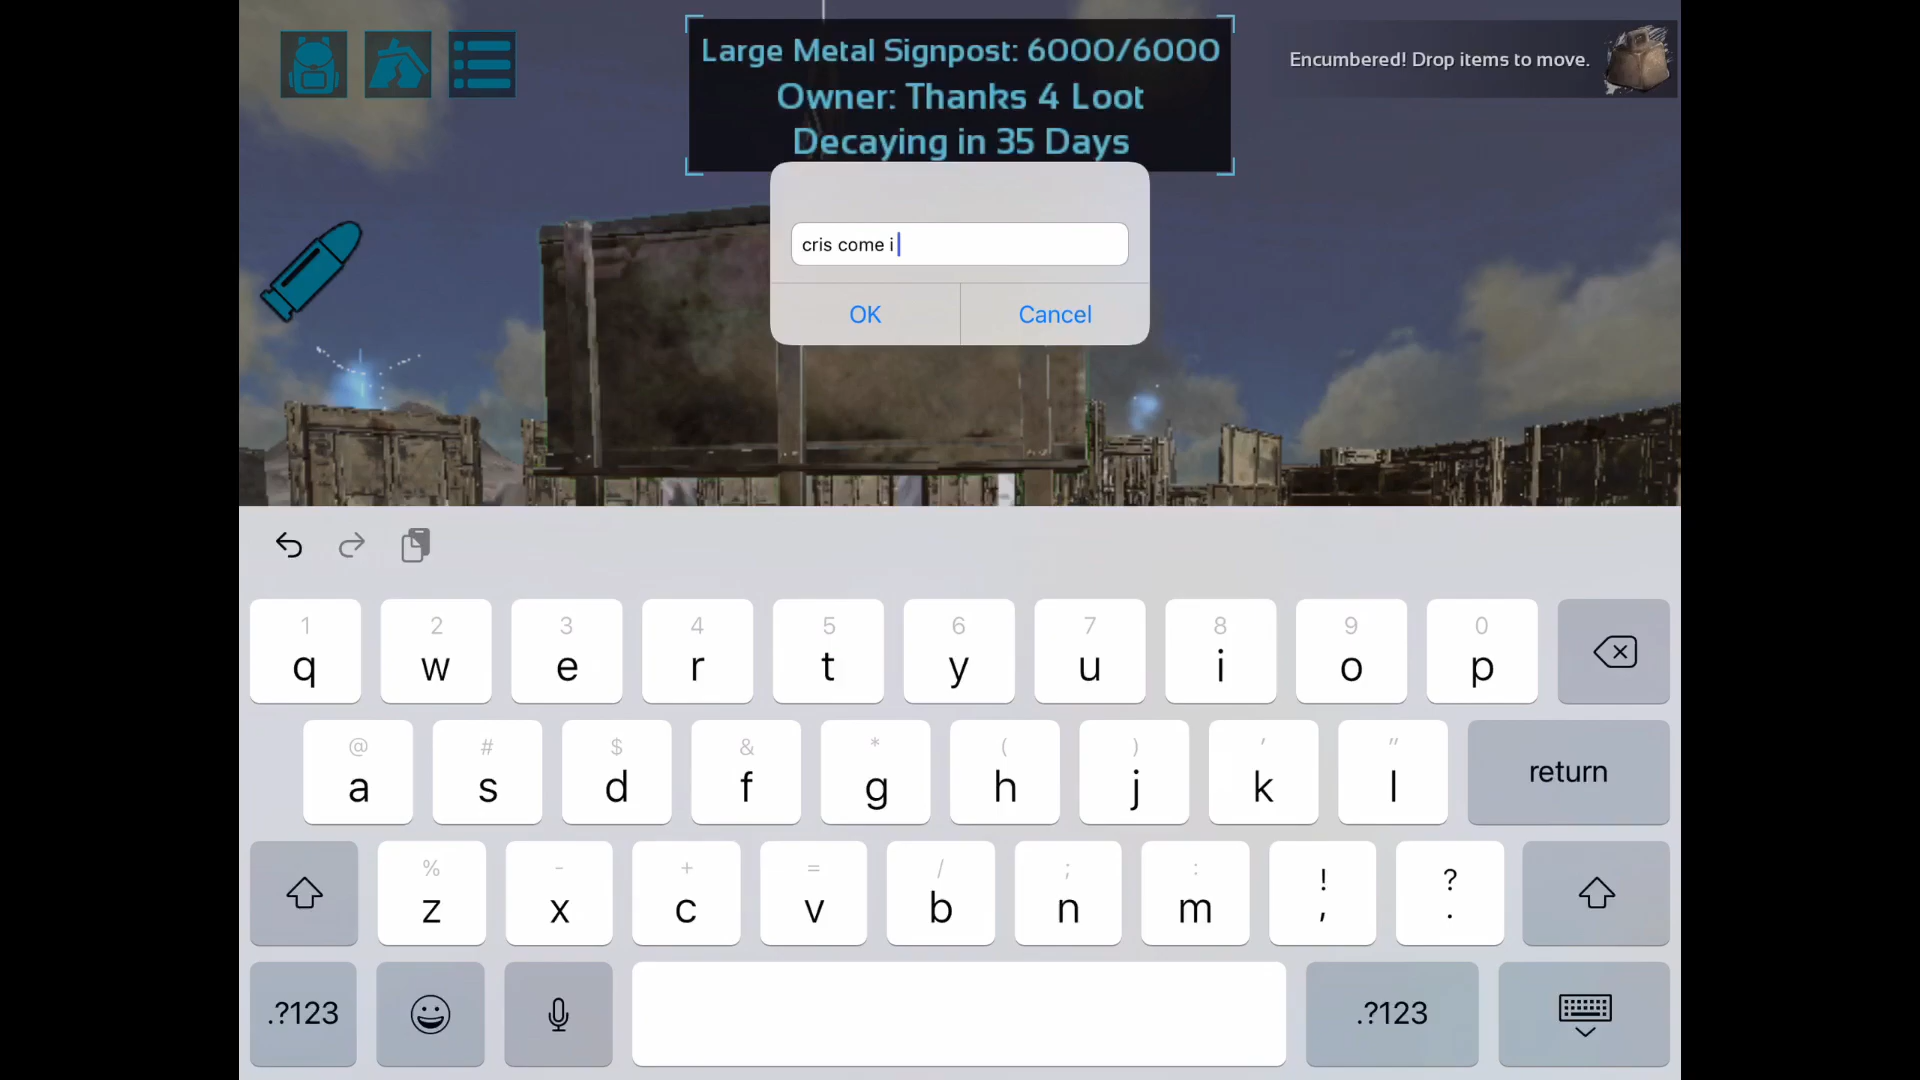 Large Metal Signpost: 6000/6000
Owner: Thanks 4 Loot
Decaying in 35 Days
Encumbered! Drop items to move.
cris come i
OK Cancel
1 2 3 4 5 6 7 8 9 0
q w e r t y u i o p
@ # $ & * ( ) ' "
a s d f g h j k l return
% - + = / ; : ! ?
z x c v b n m , .
.?123 .?123